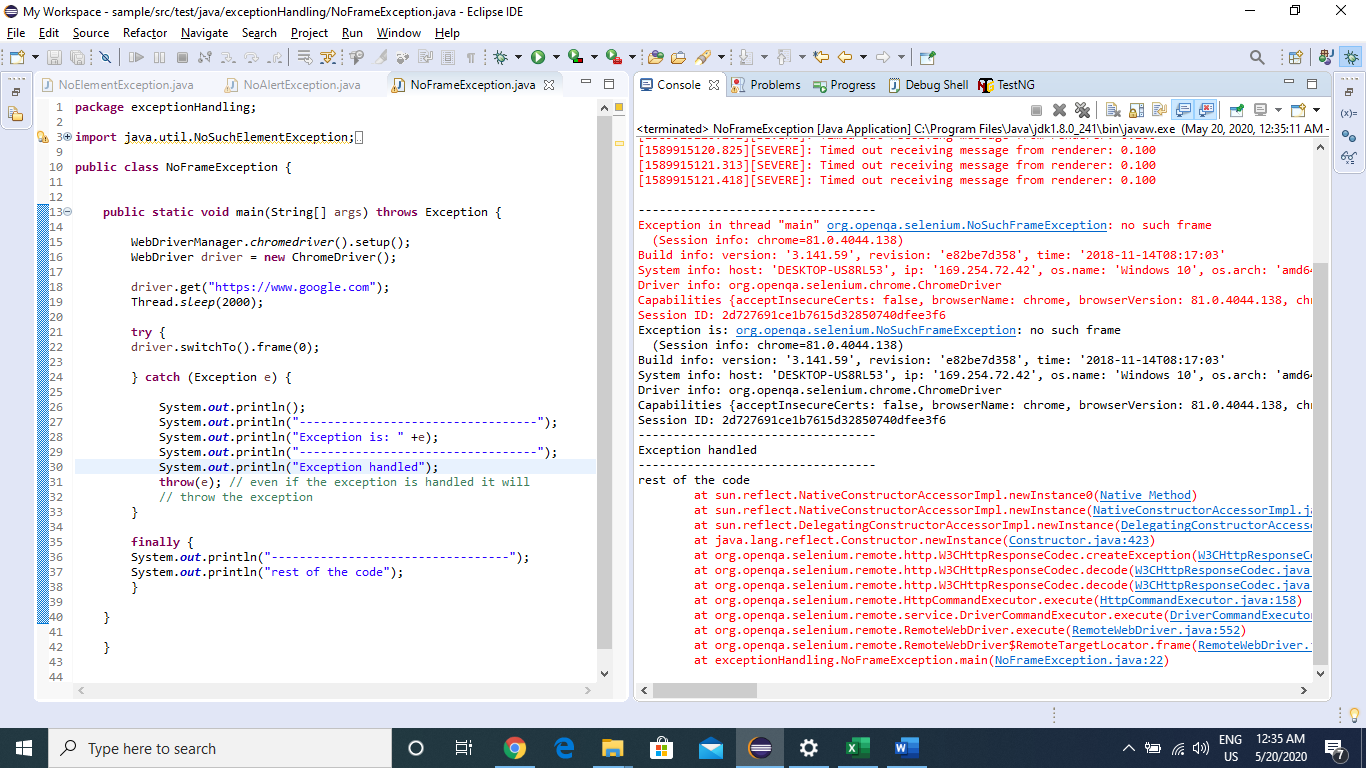 My Workspace - sample/src/test/java/exceptionHandling/NoFrameException.java - Eclipse IDE
File Edit Source Refactor Navigate Search Project Run Window Help
NoElementException.java NoAlertException.java NoFrameException.java
1 package exceptionHandling;
2
3 import java.util.NoSuchElementException;
9
10 public class NoFrameException {
11
12
13 public static void main(String[] args) throws Exception {
14
15 WebDriverManager.chromedriver().setup();
16 WebDriver driver = new ChromeDriver();
17
18 driver.get("https://www.google.com");
19 Thread.sleep(2000);
20
21 try {
22 driver.switchTo().frame(0);
23
24 } catch (Exception e) {
25
26 System.out.println();
27 System.out.println("----------------------------------");
28 System.out.println("Exception is: " +e);
29 System.out.println("----------------------------------");
30 System.out.println("Exception handled");
31 throw(e); // even if the exception is handled it will
32 // throw the exception
33 }
34
35 finally {
36 System.out.println("----------------------------------");
37 System.out.println("rest of the code");
38 }
39
40 }
41
42 }
43
44
Console Problems Progress Debug Shell TestNG
<terminated> NoFrameException [Java Application] C:\Program Files\Java\jdk1.8.0_241\bin\javaw.exe (May 20, 2020, 12:35:11 AM -
[1589915120.825][SEVERE]: Timed out receiving message from renderer: 0.100
[1589915121.313][SEVERE]: Timed out receiving message from renderer: 0.100
[1589915121.418][SEVERE]: Timed out receiving message from renderer: 0.100
----------------------------------
Exception in thread "main" org.openqa.selenium.NoSuchFrameException: no such frame
(Session info: chrome=81.0.4044.138)
Build info: version: '3.141.59', revision: 'e82be7d358', time: '2018-11-14T08:17:03'
System info: host: 'DESKTOP-US8RL53', ip: '169.254.72.42', os.name: 'Windows 10', os.arch: 'amd64
Driver info: org.openqa.selenium.chrome.ChromeDriver
Capabilities {acceptInsecureCerts: false, browserName: chrome, browserVersion: 81.0.4044.138, ch
Session ID: 2d727691ce1b7615d32850740dfee3f6
Exception is: org.openqa.selenium.NoSuchFrameException: no such frame
(Session info: chrome=81.0.4044.138)
Build info: version: '3.141.59', revision: 'e82be7d358', time: '2018-11-14T08:17:03'
System info: host: 'DESKTOP-US8RL53', ip: '169.254.72.42', os.name: 'Windows 10', os.arch: 'amd64
Driver info: org.openqa.selenium.chrome.ChromeDriver
Capabilities {acceptInsecureCerts: false, browserName: chrome, browserVersion: 81.0.4044.138, ch
Session ID: 2d727691ce1b7615d32850740dfee3f6
----------------------------------
Exception handled
----------------------------------
rest of the code
at sun.reflect.NativeConstructorAccessorImpl.newInstance0(Native Method)
at sun.reflect.NativeConstructorAccessorImpl.newInstance(NativeConstructorAccessorImpl.ja
at sun.reflect.DelegatingConstructorAccessorImpl.newInstance(DelegatingConstructorAccesso
at java.lang.reflect.Constructor.newInstance(Constructor.java:423)
at org.openqa.selenium.remote.http.W3CHttpResponseCodec.createException(W3CHttpResponseCo
at org.openqa.selenium.remote.http.W3CHttpResponseCodec.decode(W3CHttpResponseCodec.java
at org.openqa.selenium.remote.http.W3CHttpResponseCodec.decode(W3CHttpResponseCodec.java
at org.openqa.selenium.remote.HttpCommandExecutor.execute(HttpCommandExecutor.java:158)
at org.openqa.selenium.remote.service.DriverCommandExecutor.execute(DriverCommandExecutor
at org.openqa.selenium.remote.RemoteWebDriver.execute(RemoteWebDriver.java:552)
at org.openqa.selenium.remote.RemoteWebDriver$RemoteTargetLocator.frame(RemoteWebDriver.
at exceptionHandling.NoFrameException.main(NoFrameException.java:22)
Type here to search
ENG
US
12:35 AM
5/20/2020
7